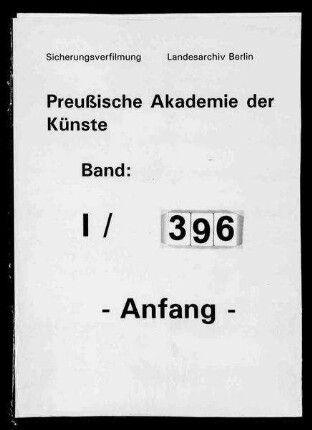 Sicherungsverfilmung Landesarchiv Berlin
Preußische Akademie der
Künste
Band:
I / 396
- Anfang -